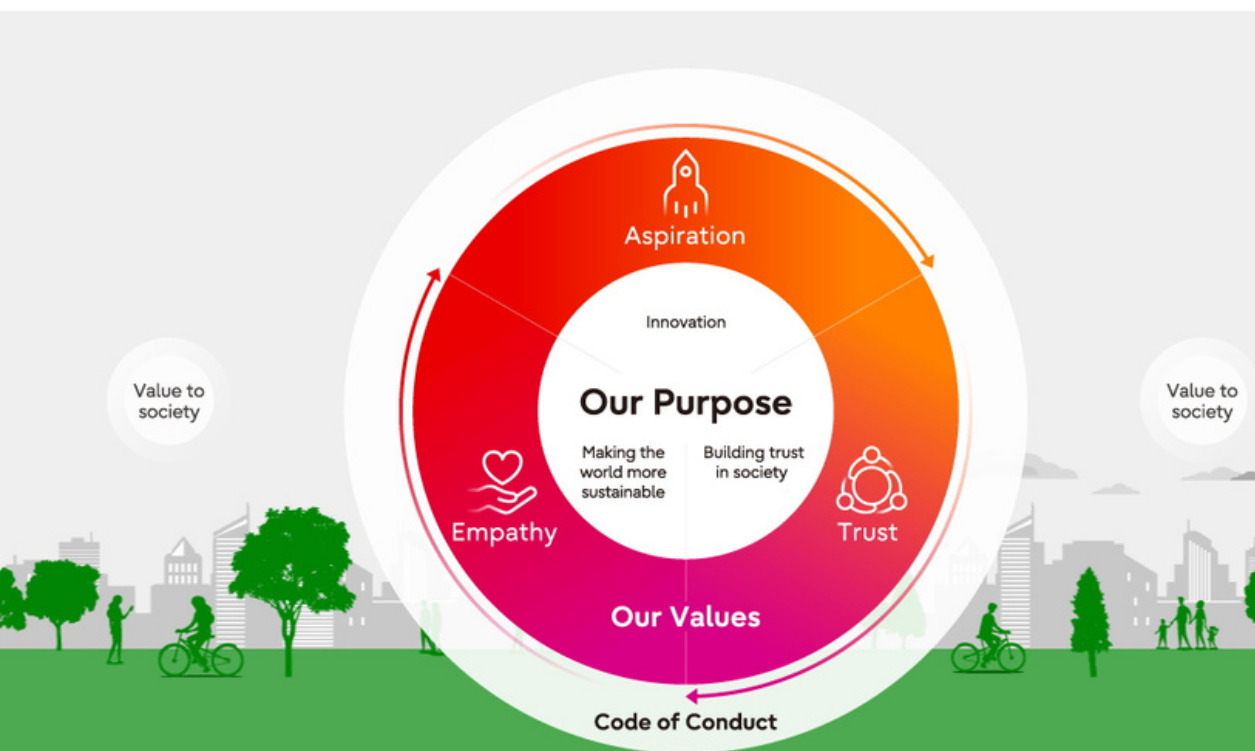 Aspiration
Innovation
Our Purpose
Value to
society
Value to
society
Making the
world more
sustainable
Building trust
in society
Empathy
Trust
Our Values
Code of Conduct